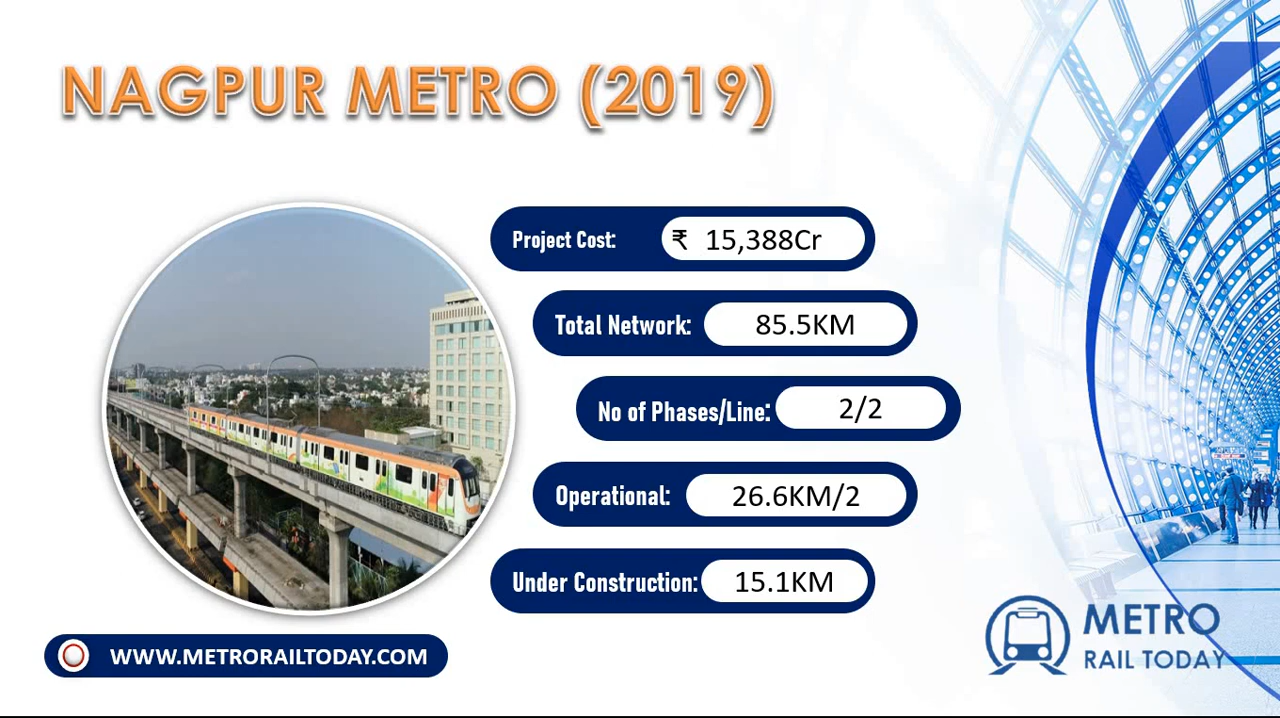 NAGPUR METRO (2019)
Project Cost: ₹ 15,388Cr
Total Network: 85.5KM
No of Phases/Line: 2/2
Operational: 26.6KM/2
Under Construction: 15.1KM
WWW.METRORAILTODAY.COM
METRO
RAIL TODAY